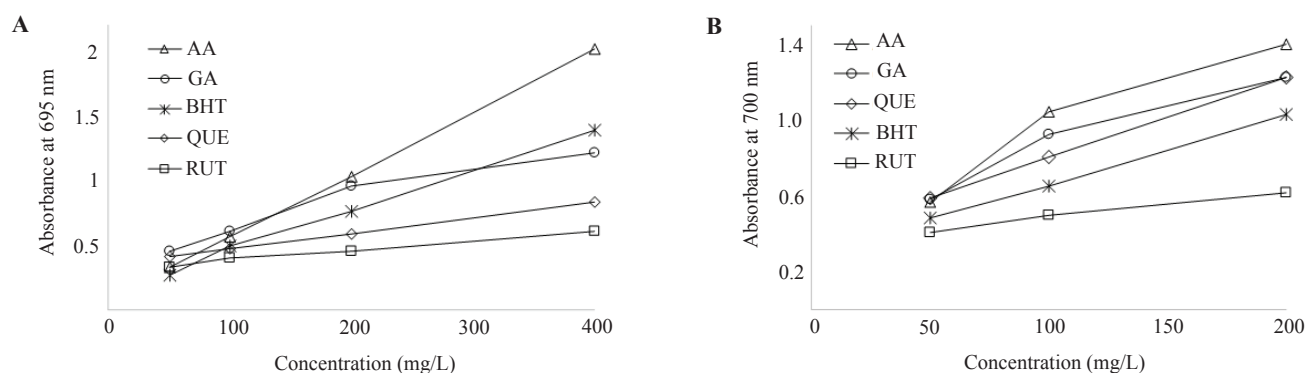 A
Absorbance at 695 nm
2
1.5
1
0.5
AA
GA
BHT
QUE
RUT
0 100 200 300 400
Concentration (mg/L)
B
Absorbance at 700 nm
1.4
1.0
0.6
0.2
AA
GA
QUE
BHT
RUT
0 50 100 150 200
Concentration (mg/L)